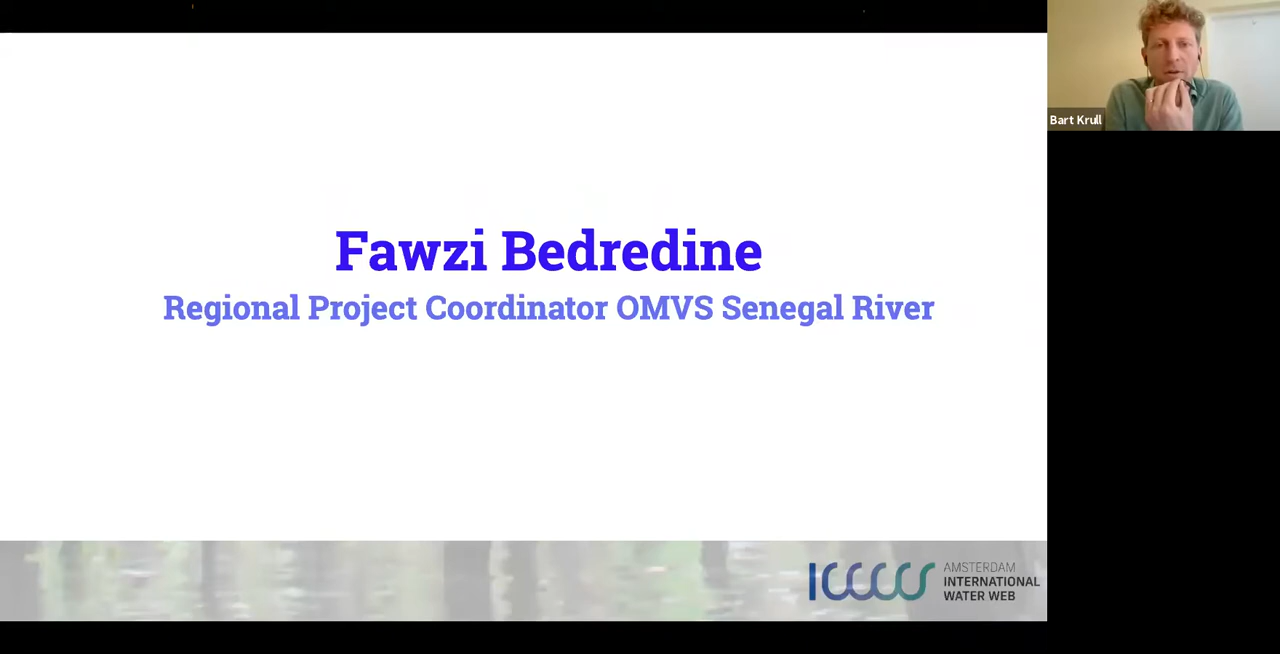 Fawzi Bedredine
Regional Project Coordinator OMVS Senegal River
Bart Krull
AMSTERDAM
INTERNATIONAL
WATER WEB